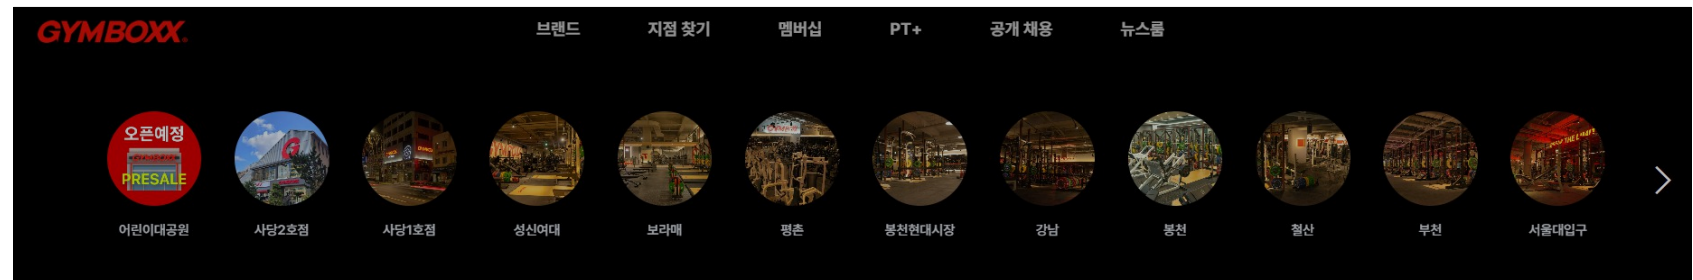 GYMBOXX.
브랜드
지점 찾기
멤버십
PT+
공개 채용
뉴스룸
오픈예정
GYMBOXX
PRESALE
어린이대공원
사당2호점
사당1호점
성신여대
보라매
평촌
봉천현대시장
강남
봉천
철산
부천
서울대입구